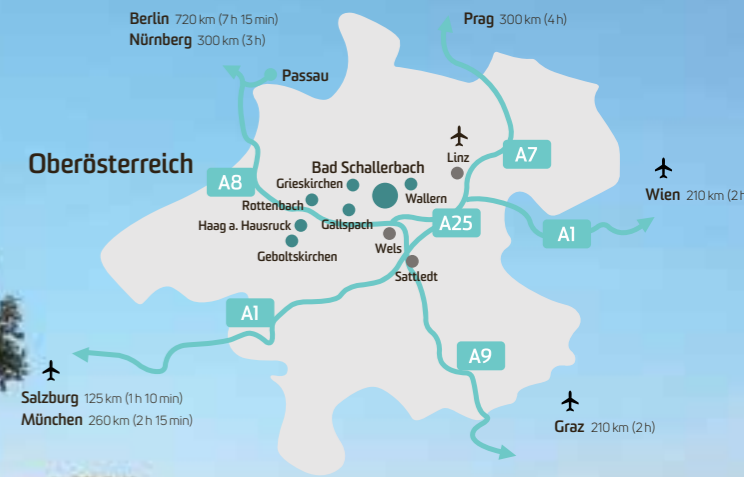 Berlin 720 km (7 h 15 min)
Nürnberg 300 km (3 h)
Prag 300 km (4 h)
Passau
Oberösterreich
A8
Bad Schallerbach
Grieskirchen
Rottenbach
Haag a. Hausruck
Geboltskirchen
Gallspach
Wallern
Linz
A7
Wels
A25
Sattledt
A1
Wien 210 km (2 h
A1
A9
Salzburg 125 km (1 h 10 min)
München 260 km (2 h 15 min)
Graz 210 km (2 h)